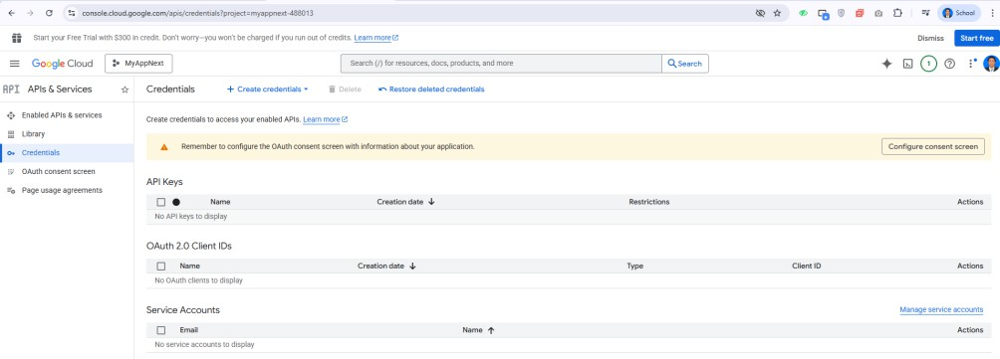 console.cloud.google.com/apis/credentials?project=myappnext-488013
School
Start your Free Trial with $300 in credit. Don't worry—you won't be charged if you run out of credits. Learn more
Dismiss
Start free
Google Cloud
MyAppNext
Search (/) for resources, docs, products, and more
Search
1
API APIs & Services
Credentials
+ Create credentials
Delete
Restore deleted credentials
Enabled APIs & services
Library
Credentials
OAuth consent screen
Page usage agreements
Create credentials to access your enabled APIs. Learn more
Remember to configure the OAuth consent screen with information about your application.
Configure consent screen
API Keys
Name Creation date Restrictions Actions
No API keys to display
OAuth 2.0 Client IDs
Name Creation date Type Client ID Actions
No OAuth clients to display
Service Accounts
Manage service accounts
Email Name Actions
No service accounts to display